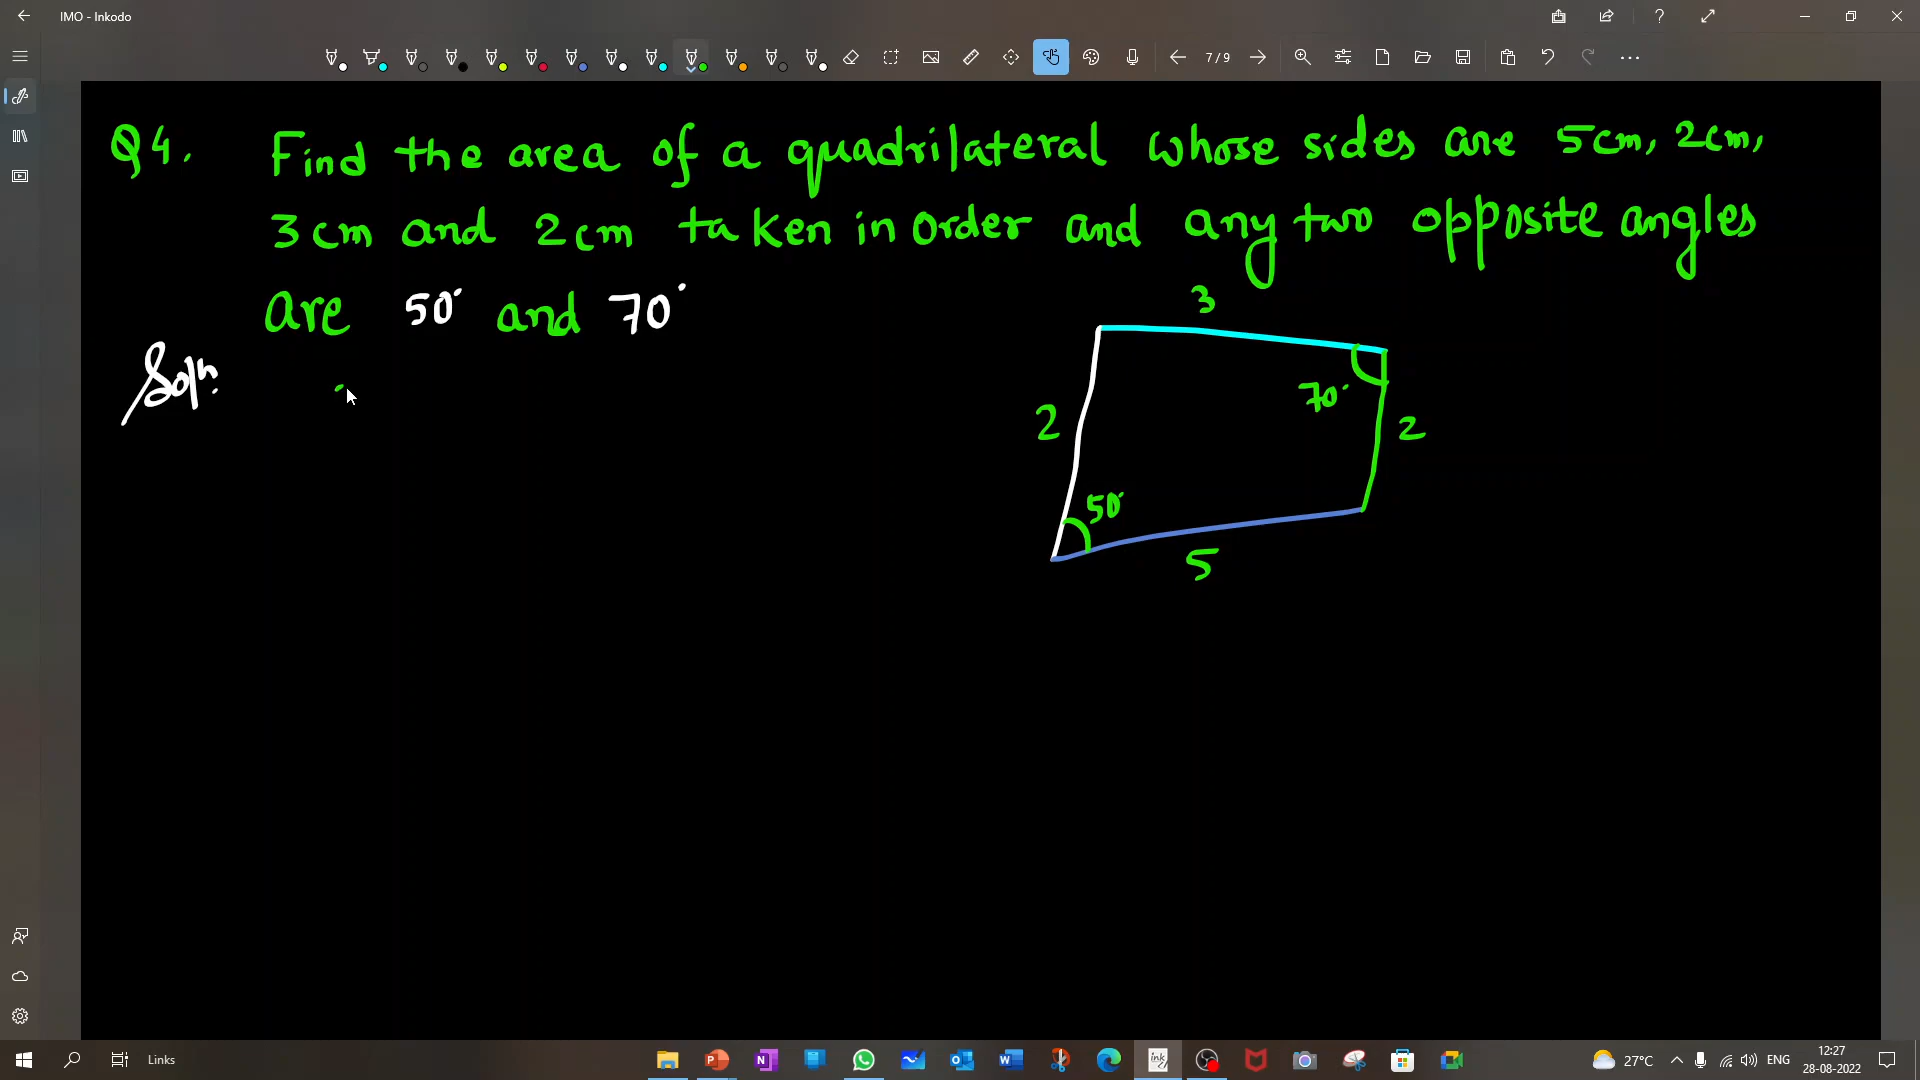 IMO - Inkodo
7 / 9
Q4. Find the area of a quadrilateral whose sides are 5cm, 2cm,
3cm and 2cm taken in order and any two opposite angles
are 50° and 70°
Soln.
3
2
70°
2
50°
5
Links
27°C
ENG
12:27
28-08-2022